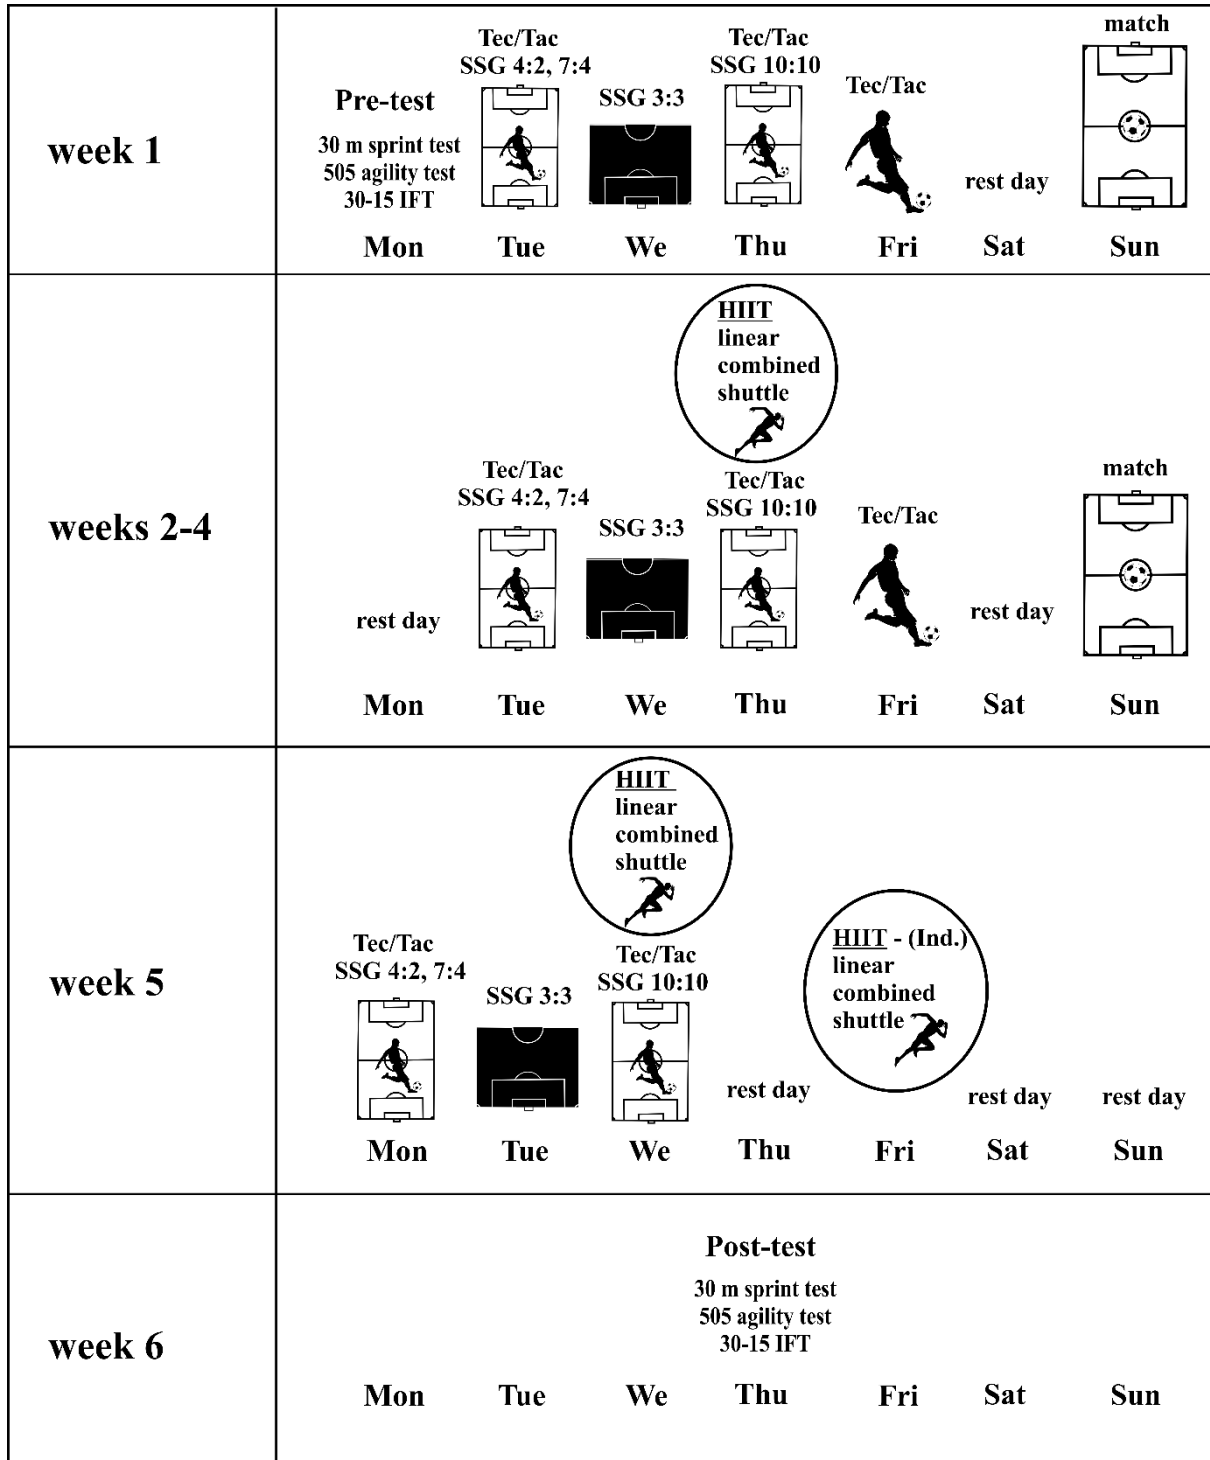 week 1
Pre-test
30 m sprint test
505 agility test
30-15 IFT
Tec/Tac
SSG 4:2, 7:4
SSG 3:3
Tec/Tac
SSG 10:10
Tec/Tac
rest day
match
Mon Tue We Thu Fri Sat Sun
weeks 2-4
HIIT
linear
combined
shuttle
rest day
Tec/Tac
SSG 4:2, 7:4
SSG 3:3
Tec/Tac
SSG 10:10
Tec/Tac
rest day
match
Mon Tue We Thu Fri Sat Sun
week 5
HIIT
linear
combined
shuttle
Tec/Tac
SSG 4:2, 7:4
SSG 3:3
Tec/Tac
SSG 10:10
rest day
HIIT - (Ind.)
linear
combined
shuttle
rest day
rest day
Mon Tue We Thu Fri Sat Sun
week 6
Post-test
30 m sprint test
505 agility test
30-15 IFT
Mon Tue We Thu Fri Sat Sun